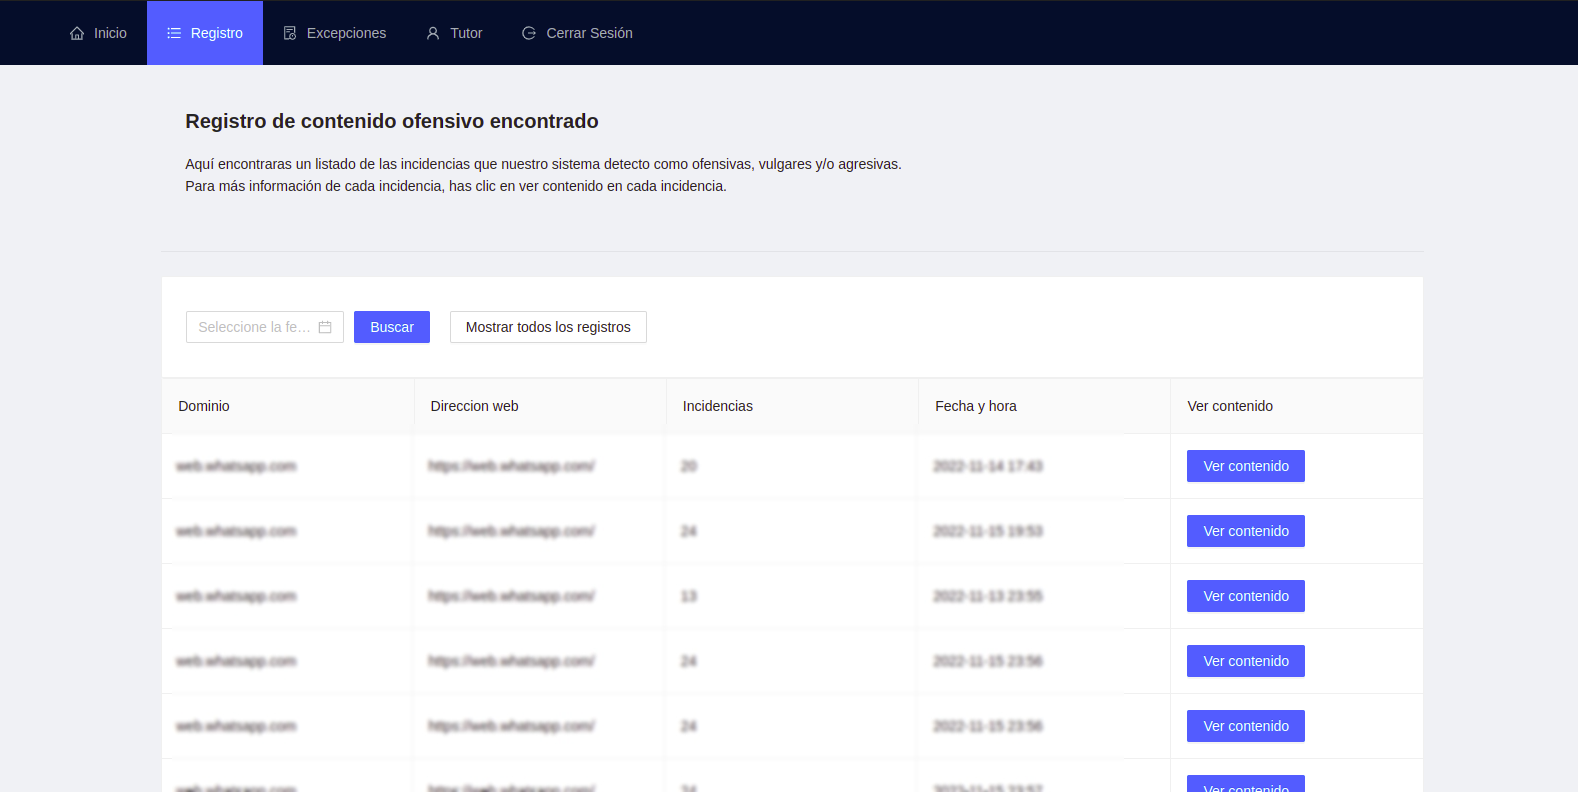 Inicio Registro Excepciones Tutor Cerrar Sesión
Registro de contenido ofensivo encontrado
Aquí encontraras un listado de las incidencias que nuestro sistema detecto como ofensivas, vulgares y/o agresivas.
Para más información de cada incidencia, has clic en ver contenido en cada incidencia.
Seleccione la fe... Buscar Mostrar todos los registros
Dominio Direccion web Incidencias Fecha y hora Ver contenido
web.whatsapp.com https://web.whatsapp.com/ 20 2022-11-14 17:43 Ver contenido
web.whatsapp.com https://web.whatsapp.com/ 24 2022-11-15 19:53 Ver contenido
web.whatsapp.com https://web.whatsapp.com/ 13 2022-11-13 23:55 Ver contenido
web.whatsapp.com https://web.whatsapp.com/ 24 2022-11-15 23:56 Ver contenido
web.whatsapp.com https://web.whatsapp.com/ 24 2022-11-15 23:56 Ver contenido
web.whatsapp.com https://web.whatsapp.com/ Ver contenido